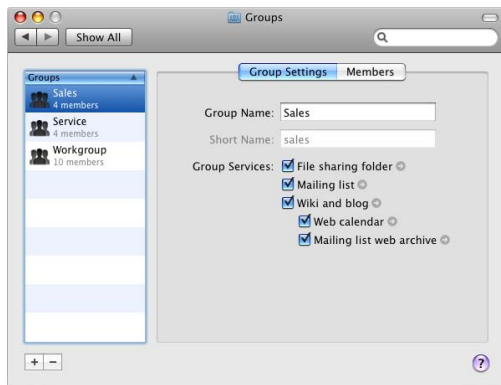 Groups
Show All
Groups
Sales
4 members
Service
4 members
Workgroup
10 members
Group Settings Members
Group Name: Sales
Short Name: sales
Group Services: File sharing folder
Mailing list
Wiki and blog
Web calendar
Mailing list web archive
+ −
?